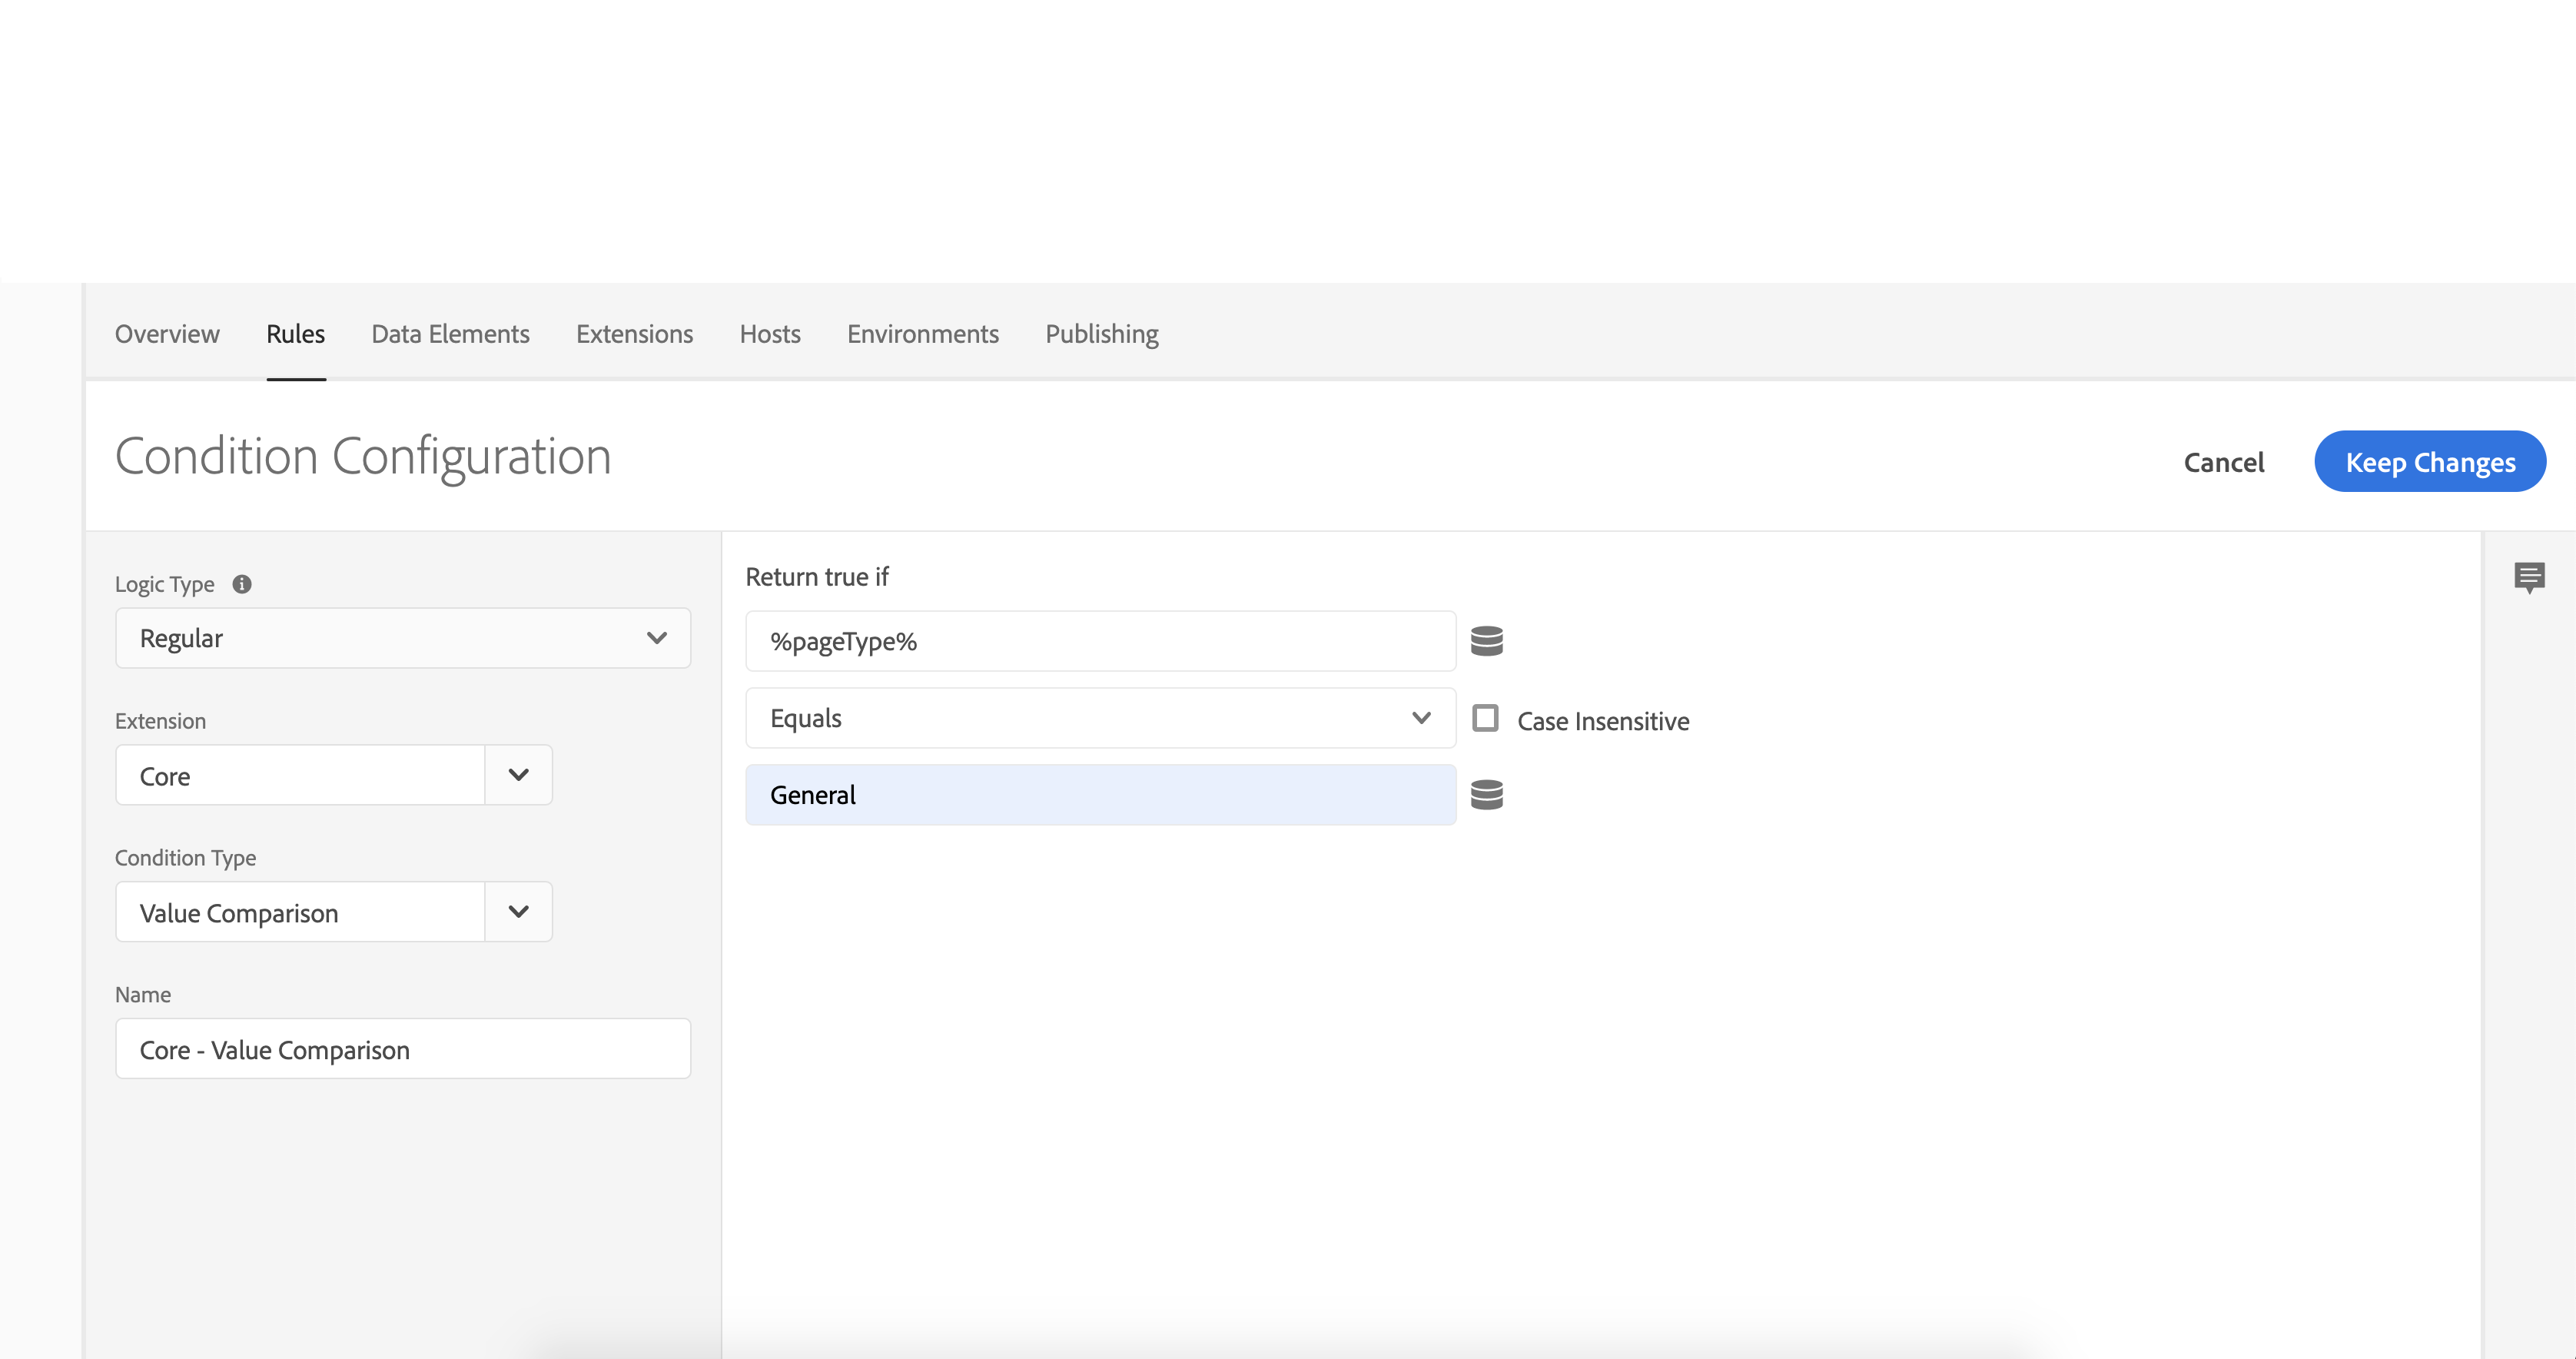 Overview Rules Data Elements Extensions Hosts Environments Publishing
Condition Configuration
Cancel Keep Changes
Logic Type
Regular
Extension
Core
Condition Type
Value Comparison
Name
Core - Value Comparison
Return true if
%pageType%
Equals
Case Insensitive
General